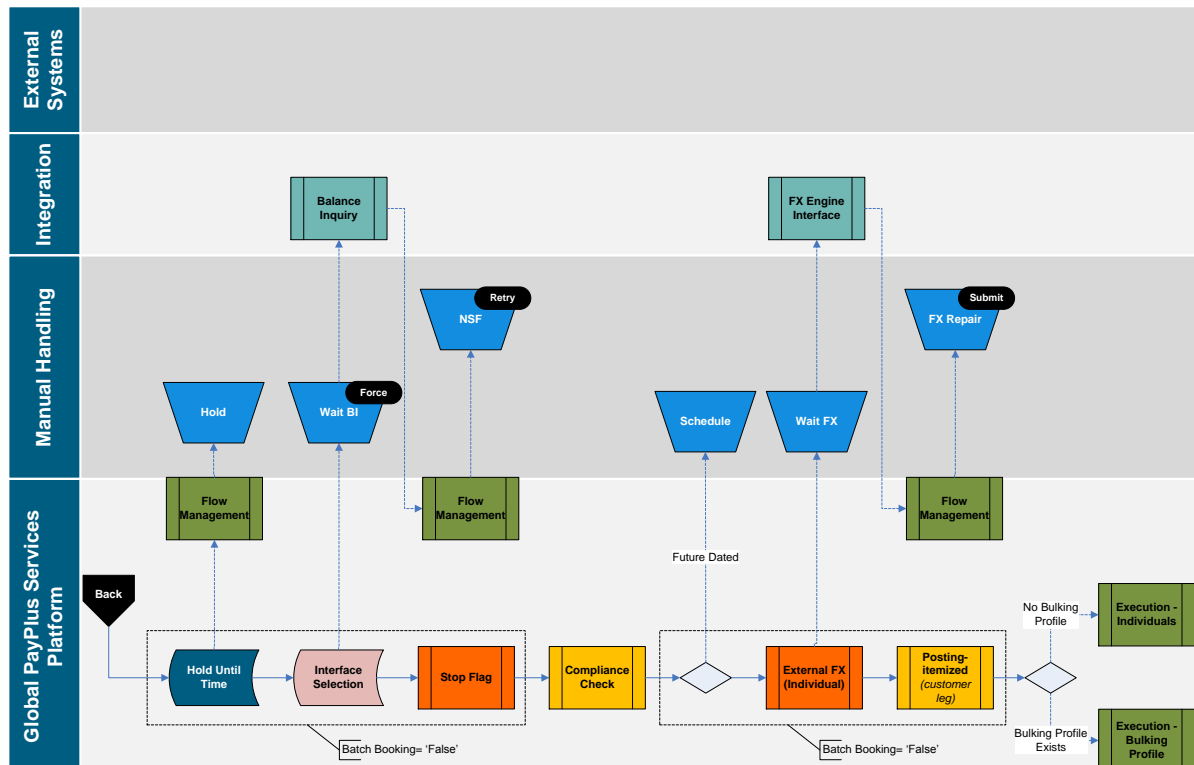 External
Systems
Integration
Balance
Inquiry
FX Engine
Interface
Manual Handling
Retry
NSF
Submit
FX Repair
Hold
Force
Wait BI
Schedule
Wait FX
Global PayPlus Services
Platform
Flow
Management
Flow
Management
Flow
Management
Future Dated
Back
No Bulking
Profile
Execution -
Individuals
Hold Until
Time
Interface
Selection
Stop Flag
Compliance
Check
External FX
(Individual)
Posting-
itemized
(customer
leg)
Bulking Profile
Exists
Execution -
Bulking
Profile
Batch Booking= ‘False’
Batch Booking= ‘False’